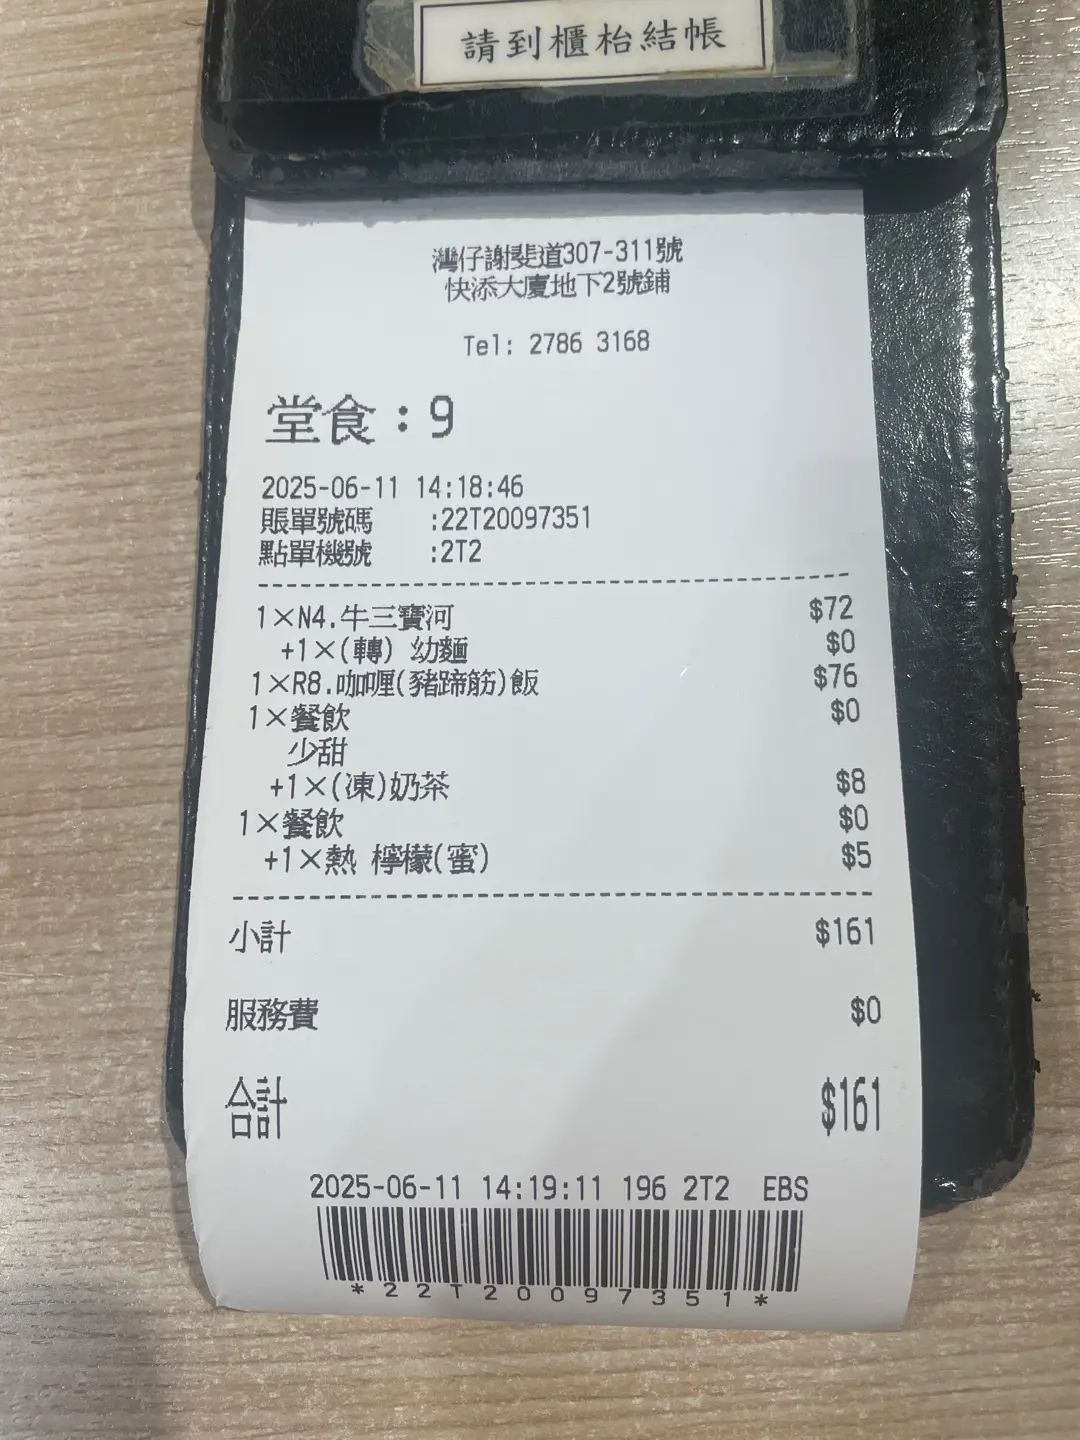 請到櫃枱結帳
灣仔謝斐道307-311號
快添大廈地下2號鋪
Tel: 2786 3168
堂食：9
2025-06-11 14:18:46
賬單號碼 :22T20097351
點單機號 :2T2
1×N4.牛三寶河 $72
+1×(轉) 幼麵 $0
1×R8.咖喱(豬蹄筋)飯 $76
1×餐飲 $0
少甜
+1×(凍)奶茶 $8
1×餐飲 $0
+1×熱 檸檬(蜜) $5
小計 $161
服務費 $0
合計 $161
2025-06-11 14:19:11 196 2T2 EBS
*22T20097351*